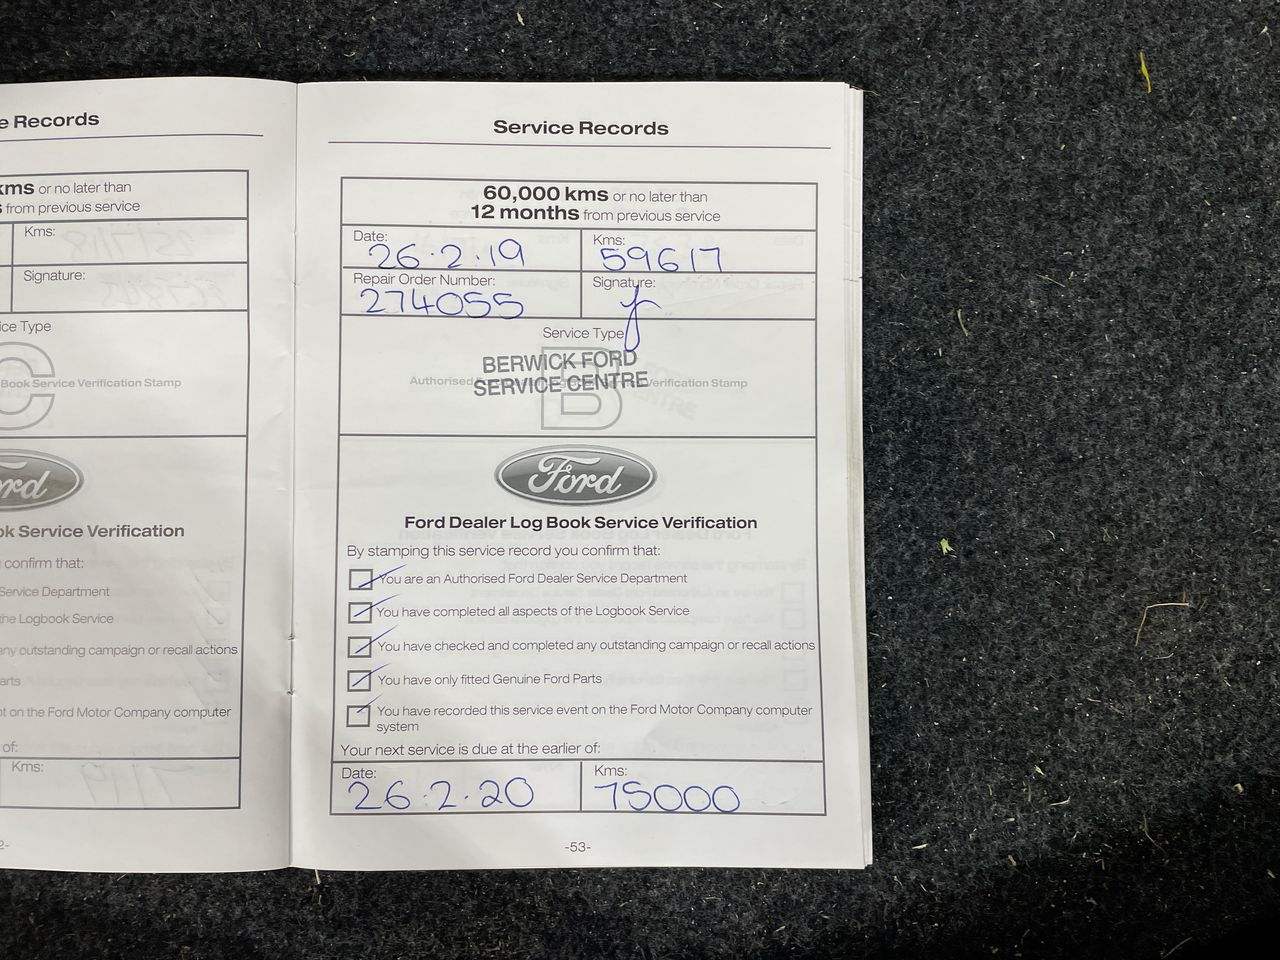 e Records
kms or no later than
s from previous service
Kms:
Signature:
ice Type
C
Book Service Verification Stamp
ord
ok Service Verification
confirm that:
Service Department
the Logbook Service
any outstanding campaign or recall actions
arts
nt on the Ford Motor Company computer
of:
Kms:
2-
Service Records
60,000 kms or no later than
12 months from previous service
Date: 26.2.19
Kms: 59617
Repair Order Number: 274055
Signature:
Service Type
B
BERWICK FORD
SERVICE CENTRE
Authorised Verification Stamp
Ford
Ford Dealer Log Book Service Verification
By stamping this service record you confirm that:
You are an Authorised Ford Dealer Service Department
You have completed all aspects of the Logbook Service
You have checked and completed any outstanding campaign or recall actions
You have only fitted Genuine Ford Parts
You have recorded this service event on the Ford Motor Company computer
system
Your next service is due at the earlier of:
Date: 26.2.20
Kms: 75000
-53-